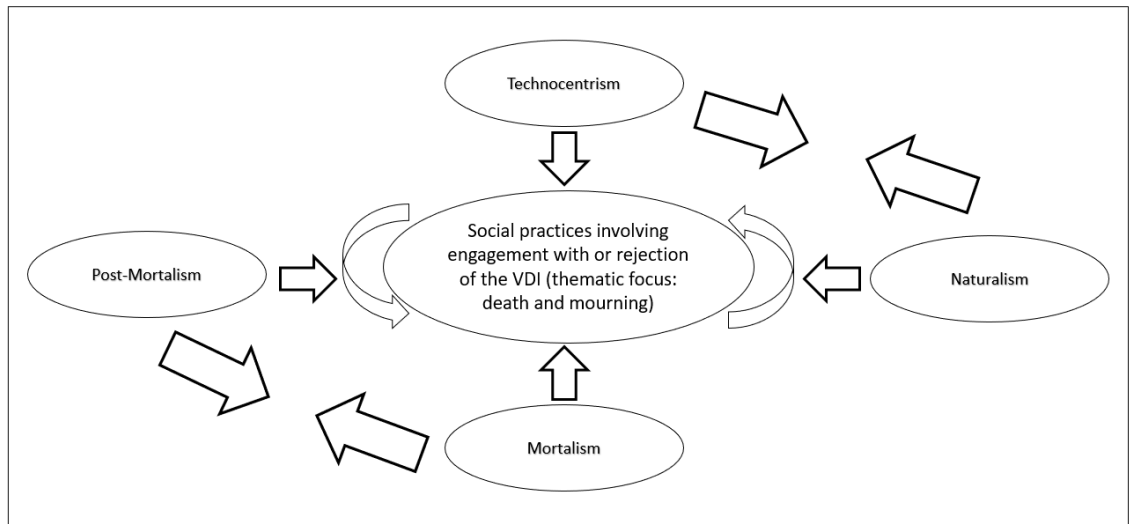 Technocentrism
Social practices involving
engagement with or rejection
of the VDI (thematic focus:
death and mourning)
Post-Mortalism
Naturalism
Mortalism